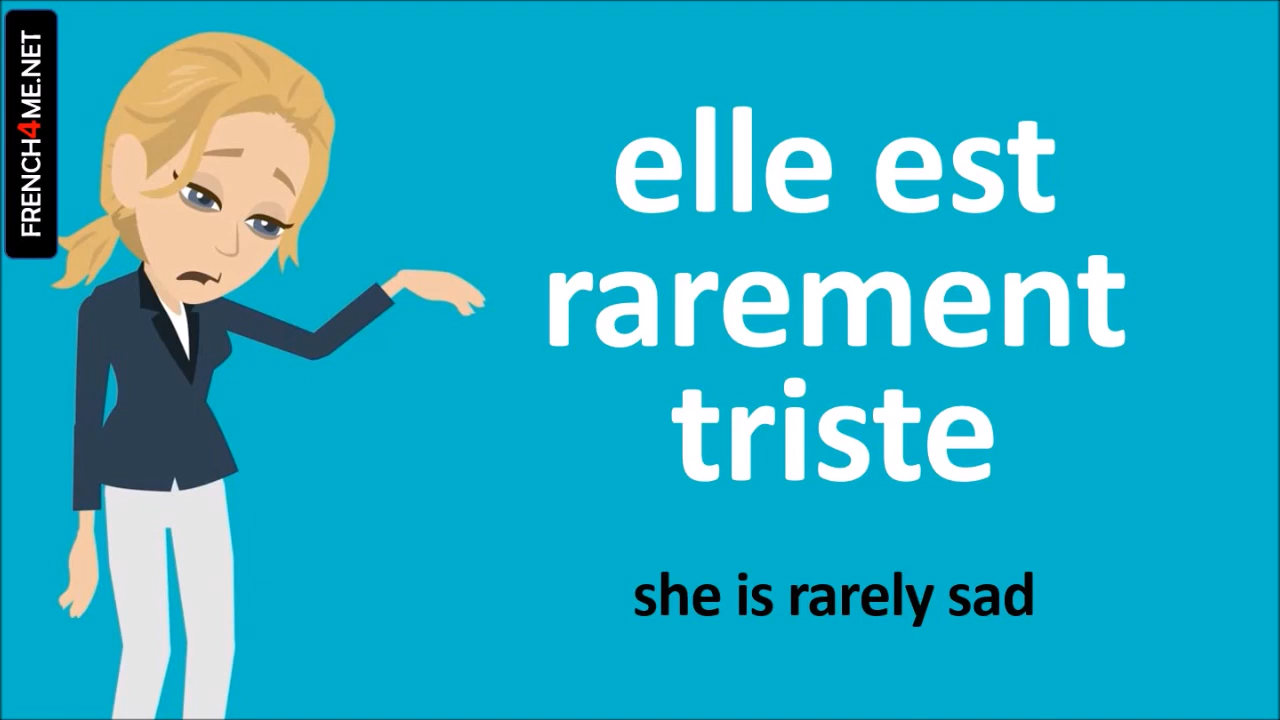 FRENCH4ME.NET
elle est
rarement
triste
she is rarely sad